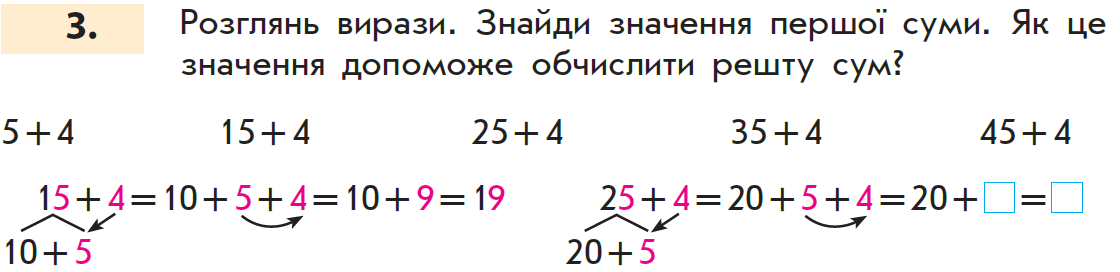 3. Розглянь вирази. Знайди значення першої суми. Як це
значення допоможе обчислити решту сум?
5+4 15+4 25+4 35+4 45+4
15+4=10+5+4=10+9=19 25+4=20+5+4=20+□=□
10+5 20+5